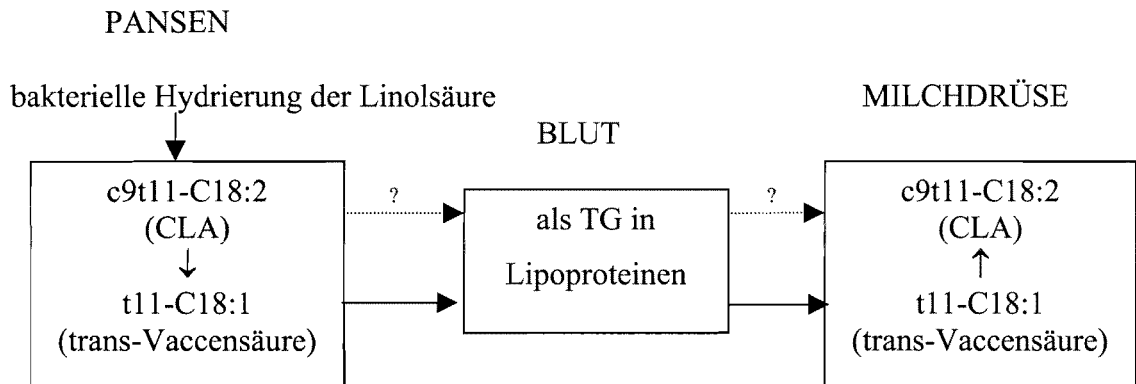 PANSEN
bakterielle Hydrierung der Linolsäure
MILCHDRÜSE
BLUT
c9t11-C18:2
(CLA)
↓
t11-C18:1
(trans-Vaccensäure)
?
als TG in
Lipoproteinen
?
c9t11-C18:2
(CLA)
↑
t11-C18:1
(trans-Vaccensäure)